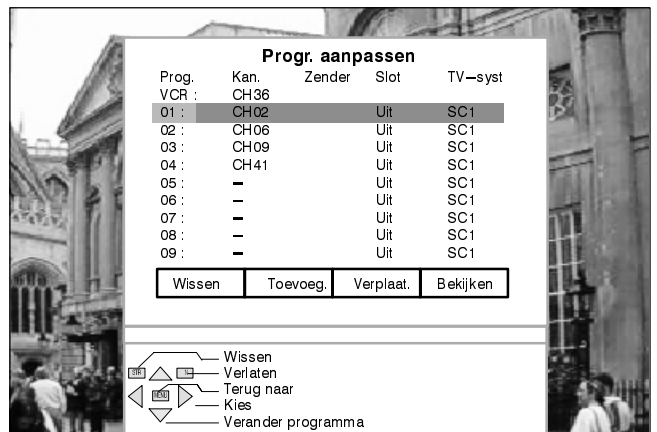 Progr. aanpassen
Prog. Kan. Zender Slot TV-syst
VCR : CH36
01 : CH02 Uit SC1
02 : CH06 Uit SC1
03 : CH09 Uit SC1
04 : CH41 Uit SC1
05 : – Uit SC1
06 : – Uit SC1
07 : – Uit SC1
08 : – Uit SC1
09 : – Uit SC1
Wissen Toevoeg. Verplaat. Bekijken
Wissen
STR Verlaten
MENU Terug naar
Kies
Verander programma